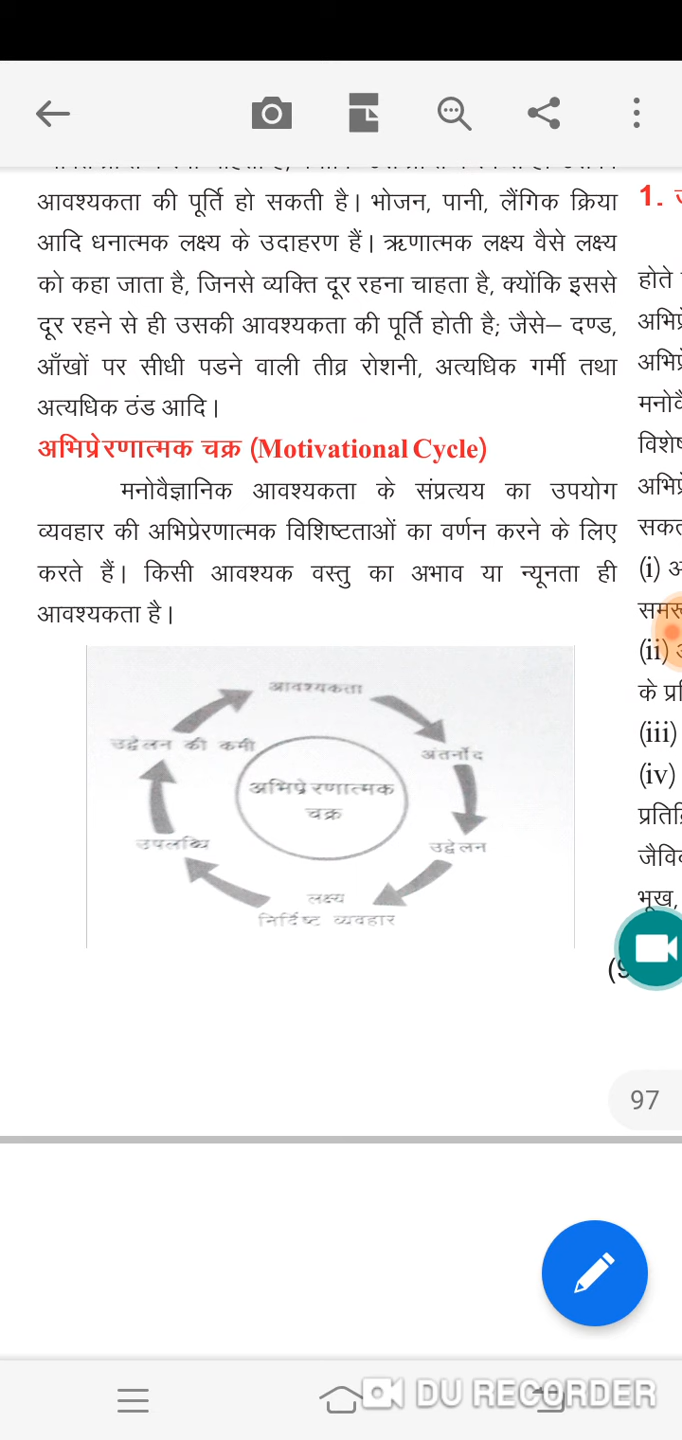 आवश्यकता की पूर्ति हो सकती है। भोजन, पानी, लैंगिक क्रिया
आदि धनात्मक लक्ष्य के उदाहरण हैं। ऋणात्मक लक्ष्य वैसे लक्ष्य
को कहा जाता है, जिनसे व्यक्ति दूर रहना चाहता है, क्योंकि इससे
दूर रहने से ही उसकी आवश्यकता की पूर्ति होती है; जैसे– दण्ड,
आँखों पर सीधी पडने वाली तीव्र रोशनी, अत्यधिक गर्मी तथा
अत्यधिक ठंड आदि।
अभिप्रेरणात्मक चक्र (Motivational Cycle)
मनोवैज्ञानिक आवश्यकता के संप्रत्यय का उपयोग
व्यवहार की अभिप्रेरणात्मक विशिष्टताओं का वर्णन करने के लिए
करते हैं। किसी आवश्यक वस्तु का अभाव या न्यूनता ही
आवश्यकता है।
आवश्यकता
अंतर्नोद
उद्वेलन
लक्ष्य
निर्दिष्ट व्यवहार
उपलब्धि
उद्वेलन की कमी
अभिप्रेरणात्मक
चक्र
1.
होते
(i)
(ii)
के
(iii)
(iv)
भूख,
97
DU RECORDER